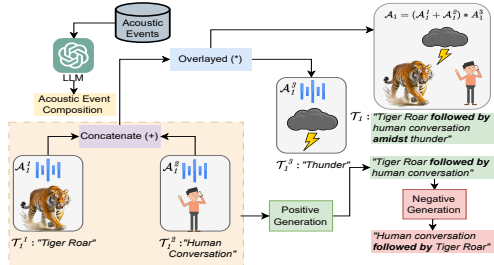 Acoustic
Events
LLM
Acoustic Event
Composition
Overlayed (*)
Concatenate (+)
𝒜₁¹
𝒯₁¹: "Tiger Roar"
𝒜₁²
𝒯₁²: "Human
Conversation"
𝒜₁³
𝒯₁³: "Thunder"
𝒜₁ = (𝒜₁¹ + 𝒜₁²) * 𝒜₁³
𝒯₁: "Tiger Roar followed by
human conversation
amidst thunder"
Positive
Generation
"Tiger Roar followed by
human conversation"
Negative
Generation
"Human conversation
followed by Tiger Roar"